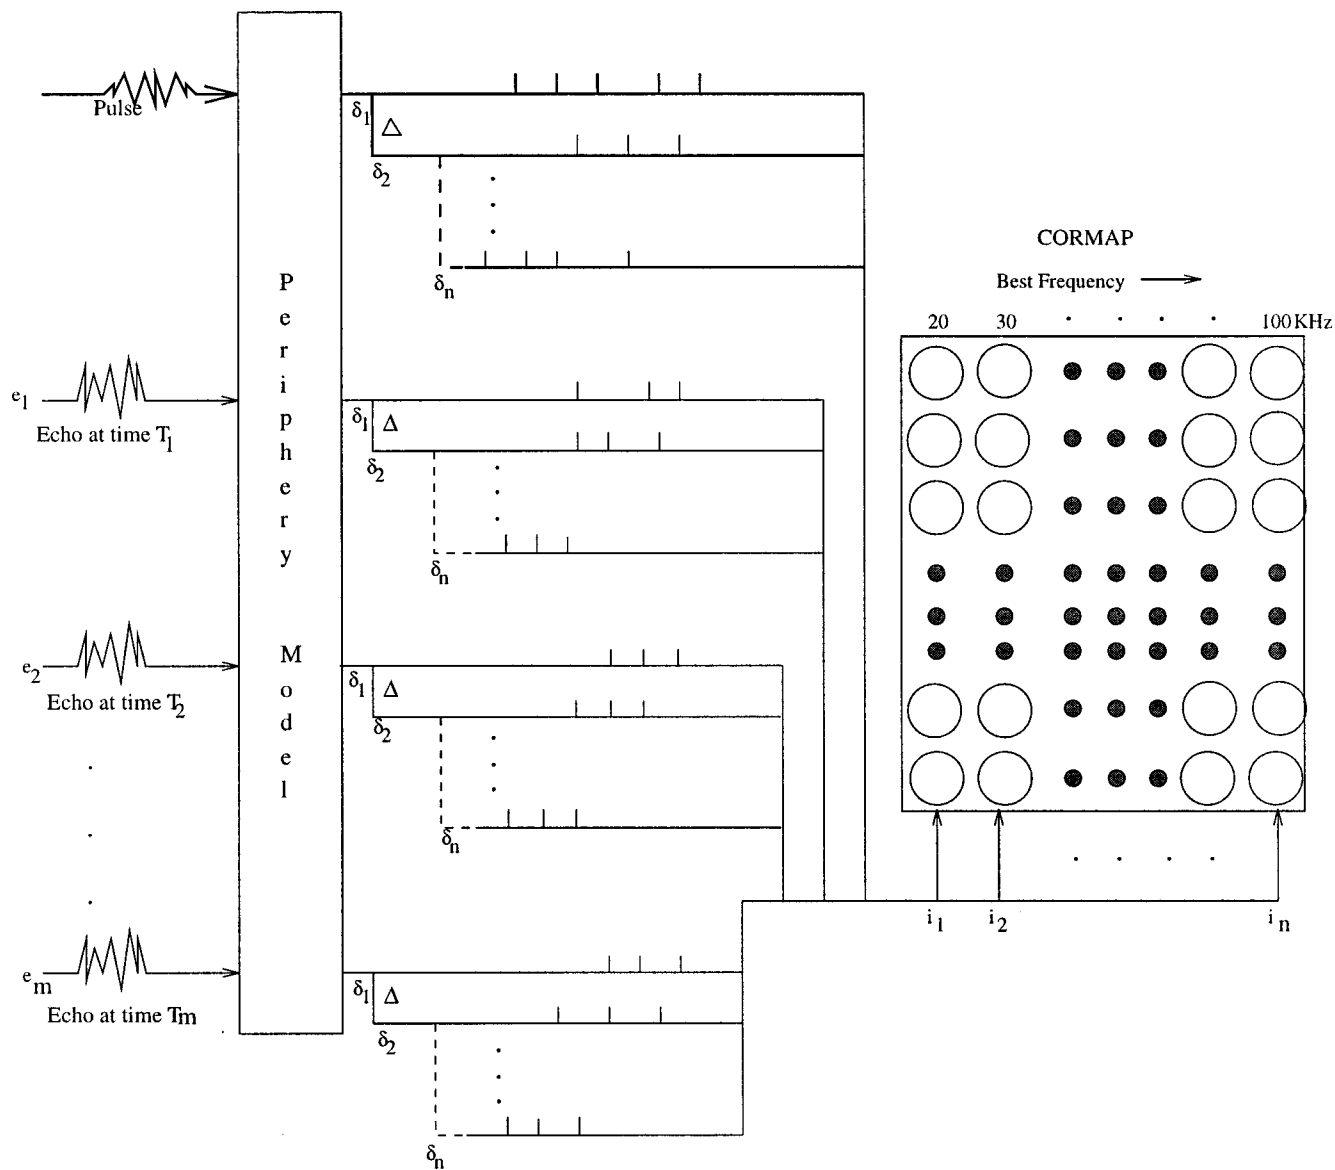 Pulse
δ1 Δ
δ2
δn
e1
Echo at time T1
δ1 Δ
δ2
δn
e2
Echo at time T2
δ1 Δ
δ2
δn
em
Echo at time Tm
δ1 Δ
δ2
δn
Periphery
Model
CORMAP
Best Frequency
20 30 . . . . 100 KHz
i1 i2 in